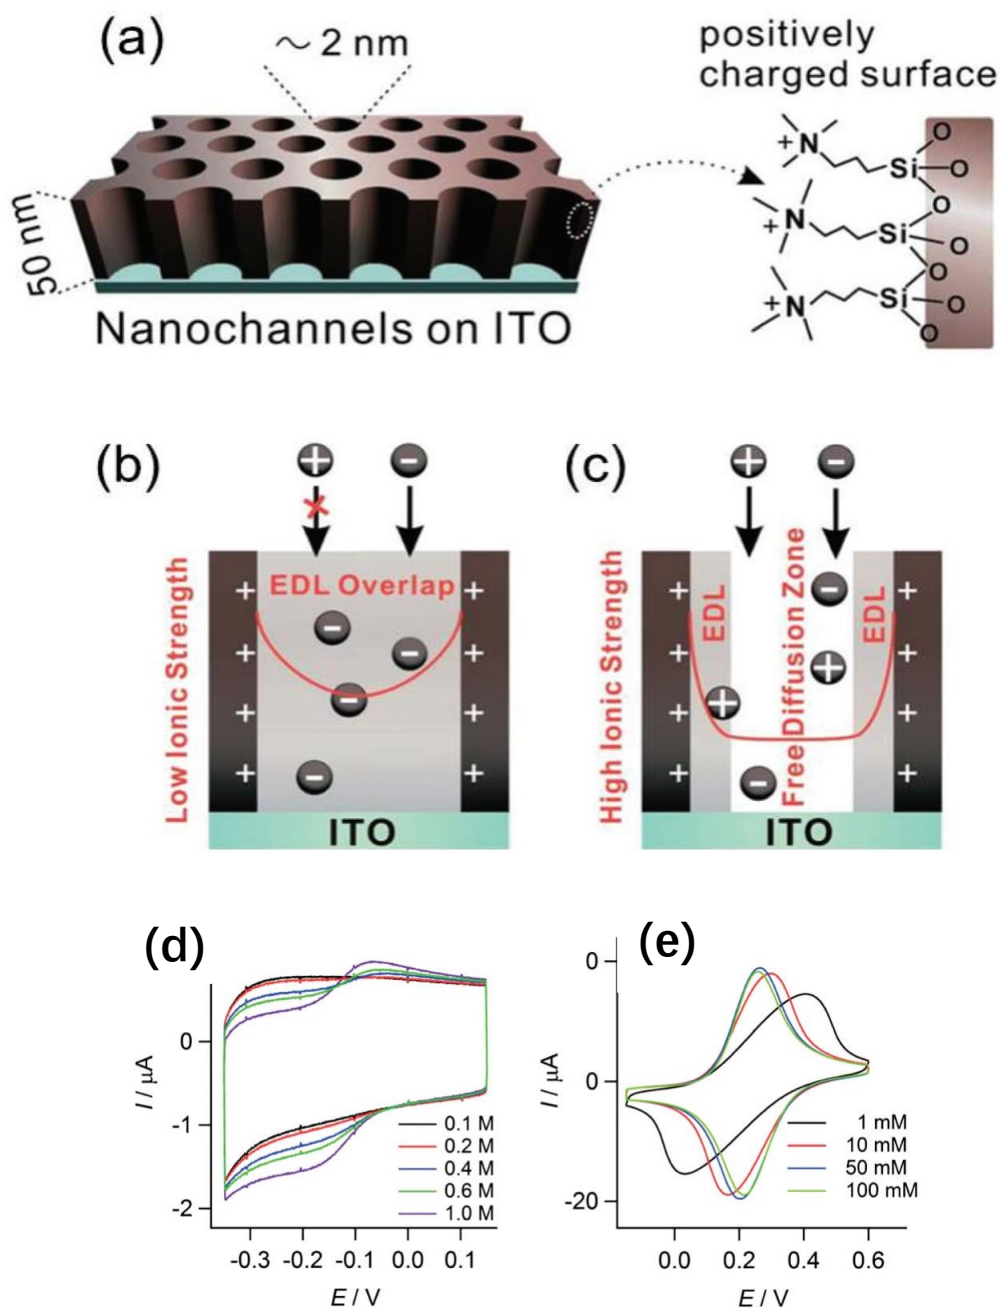 (a)
~ 2 nm
positively
charged surface
50 nm
+N
Si
O
O
O
+N
Si
O
O
+N
Si
O
O
Nanochannels on ITO
(b)
+ -
Low Ionic Strength
EDL Overlap
+ +
- 
+ - +
+ - +
+ - +
ITO
(c)
+ -
High Ionic Strength
EDL
Free Diffusion Zone
EDL
+ - +
+ + +
+ + +
+ - +
ITO
(d)
I / μA
0
-1
-2
0.1 M
0.2 M
0.4 M
0.6 M
1.0 M
-0.3 -0.2 -0.1 0.0 0.1
E / V
(e)
I / μA
0
0
-20
1 mM
10 mM
50 mM
100 mM
0.0 0.2 0.4 0.6
E / V